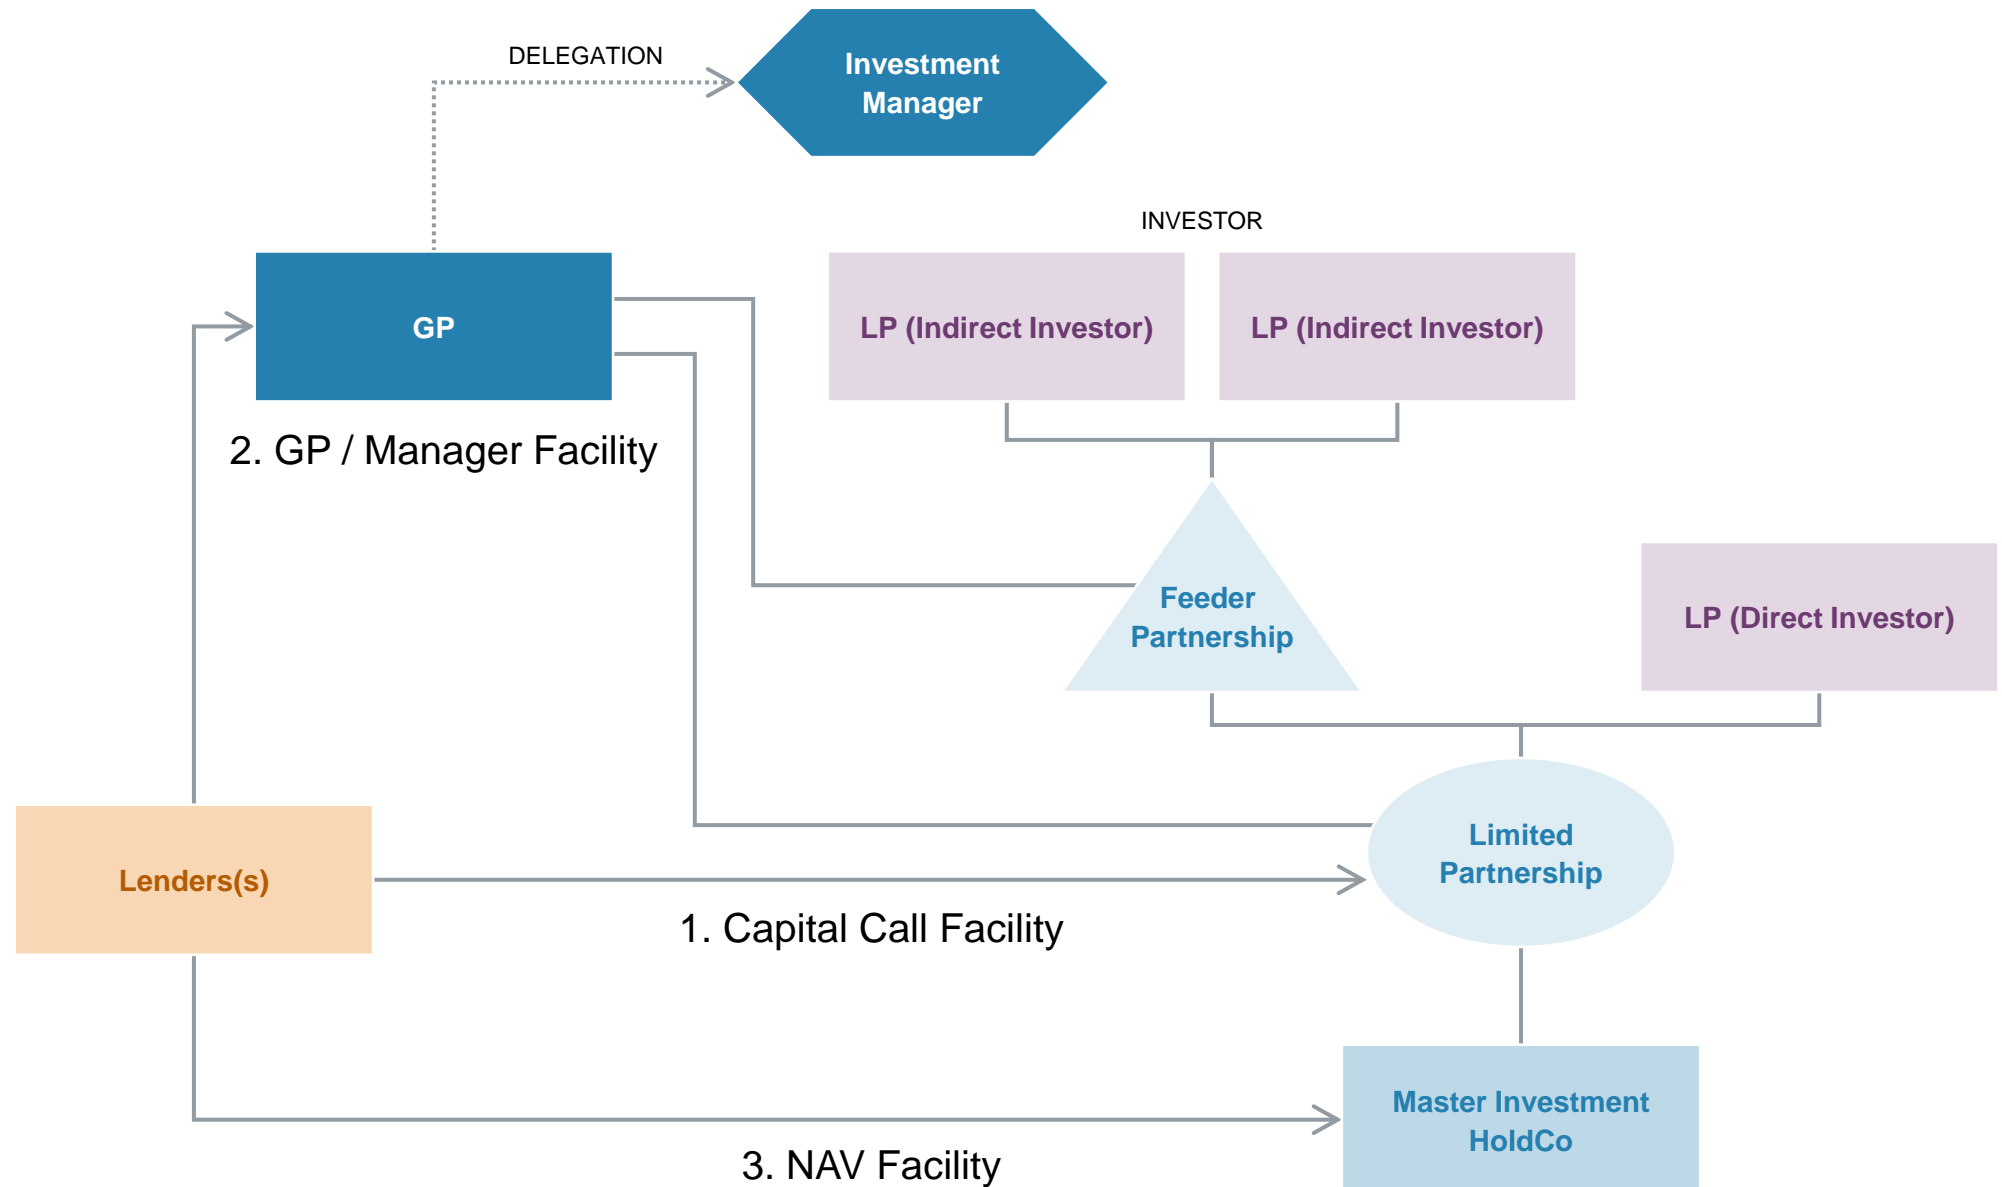 DELEGATION
Investment
Manager
INVESTOR
GP
LP (Indirect Investor)
LP (Indirect Investor)
2. GP / Manager Facility
Feeder
Partnership
LP (Direct Investor)
Limited
Partnership
Lenders(s)
1. Capital Call Facility
Master Investment
HoldCo
3. NAV Facility